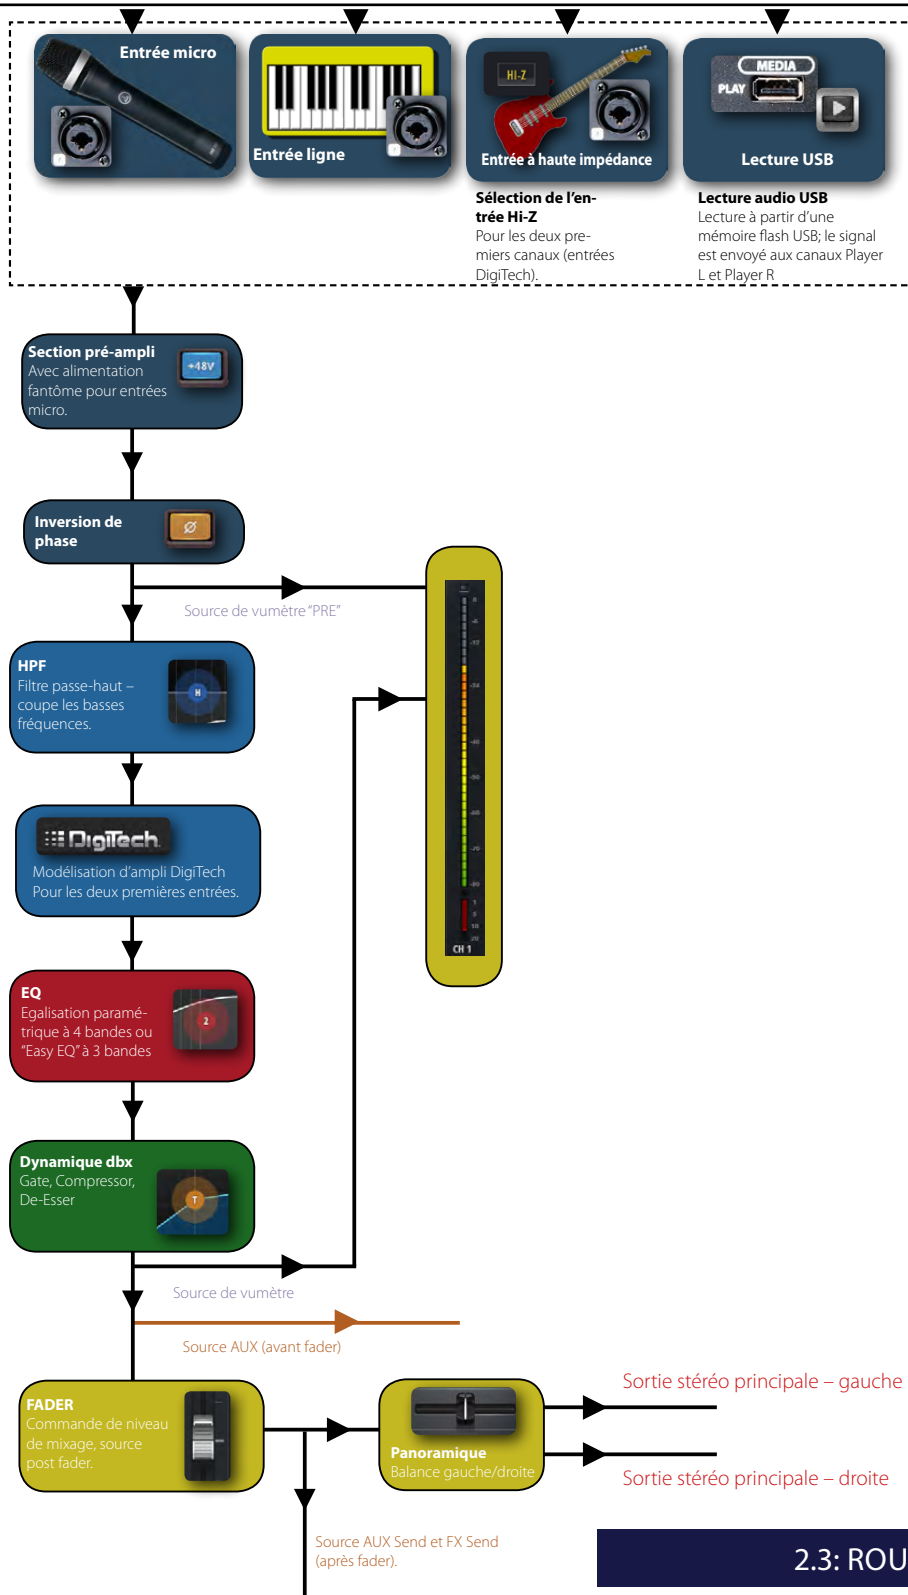 Entrée micro
Entrée ligne
HI-Z
Entrée à haute impédance
MEDIA
PLAY
Lecture USB
Sélection de l’en-
trée Hi-Z
Pour les deux pre-
miers canaux (entrées
DigiTech).
Lecture audio USB
Lecture à partir d’une
mémoire flash USB; le signal
est envoyé aux canaux Player
L et Player R
Section pré-ampli
Avec alimentation
fantôme pour entrées
micro.
+48V
Inversion de
phase
Ø
Source de vumètre “PRE”
HPF
Filtre passe-haut –
coupe les basses
fréquences.
H
DigiTech
Modélisation d’ampli DigiTech
Pour les deux premières entrées.
CH 1
EQ
Egalisation paramé-
trique à 4 bandes ou
“Easy EQ” à 3 bandes
2
Dynamique dbx
Gate, Compressor,
De-Esser
T
Source de vumètre
Source AUX (avant fader)
FADER
Commande de niveau
de mixage, source
post fader.
Panoramique
Balance gauche/droite
Sortie stéréo principale – gauche
Sortie stéréo principale – droite
Source AUX Send et FX Send
(après fader).
2.3: ROU